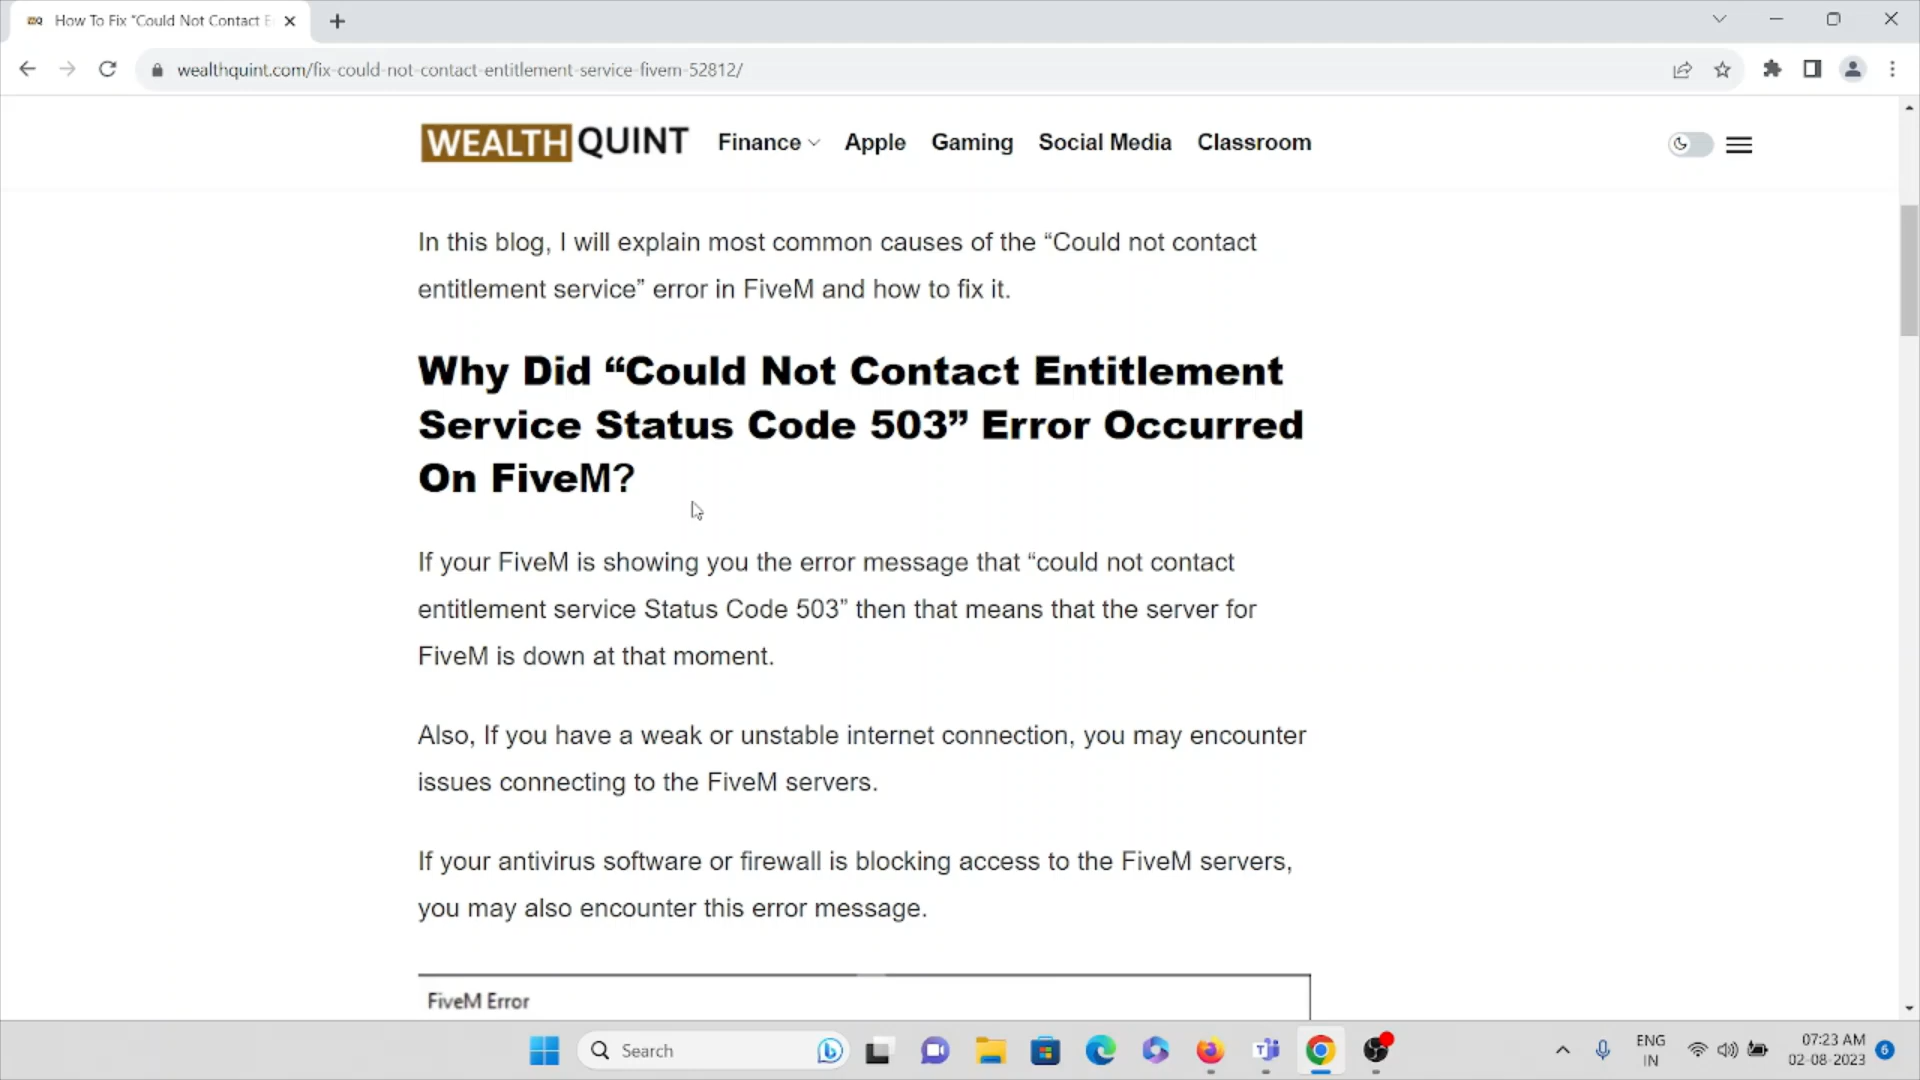 How To Fix "Could Not Contact E
wealthquint.com/fix-could-not-contact-entitlement-service-fivem-52812/
WEALTH QUINT Finance Apple Gaming Social Media Classroom
In this blog, I will explain most common causes of the “Could not contact
entitlement service” error in FiveM and how to fix it.
Why Did “Could Not Contact Entitlement
Service Status Code 503” Error Occurred
On FiveM?
If your FiveM is showing you the error message that “could not contact
entitlement service Status Code 503” then that means that the server for
FiveM is down at that moment.
Also, If you have a weak or unstable internet connection, you may encounter
issues connecting to the FiveM servers.
If your antivirus software or firewall is blocking access to the FiveM servers,
you may also encounter this error message.
FiveM Error
Search
ENG
IN
07:23 AM
02-08-2023
6